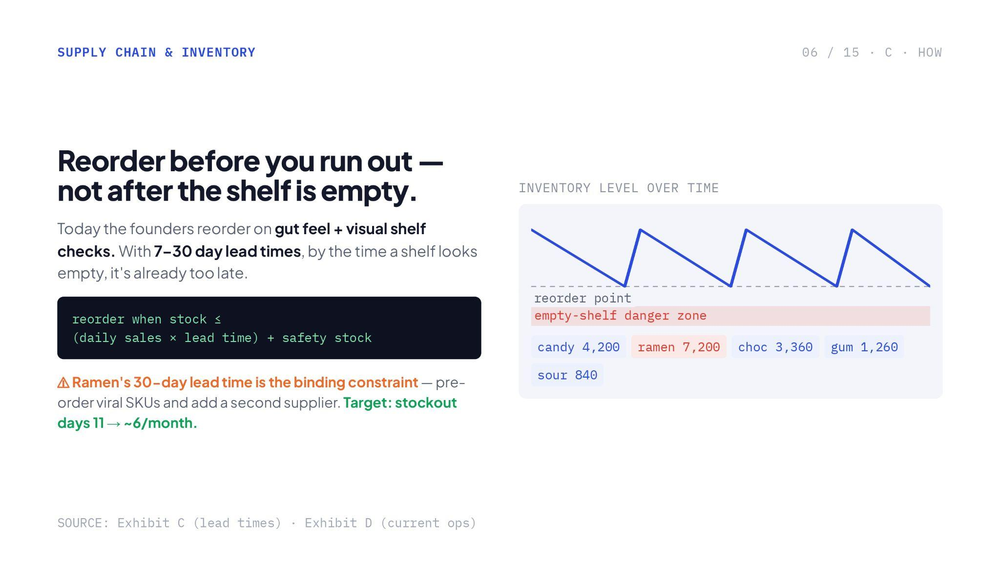 SUPPLY CHAIN & INVENTORY
06 / 15 · C · HOW
Reorder before you run out —
not after the shelf is empty.
Today the founders reorder on gut feel + visual shelf
checks. With 7–30 day lead times, by the time a shelf looks
empty, it's already too late.
reorder when stock ≤
(daily sales × lead time) + safety stock
⚠ Ramen's 30-day lead time is the binding constraint — pre-
order viral SKUs and add a second supplier. Target: stockout
days 11 → ~6/month.
INVENTORY LEVEL OVER TIME
reorder point
empty-shelf danger zone
candy 4,200 ramen 7,200 choc 3,360 gum 1,260
sour 840
SOURCE: Exhibit C (lead times) · Exhibit D (current ops)